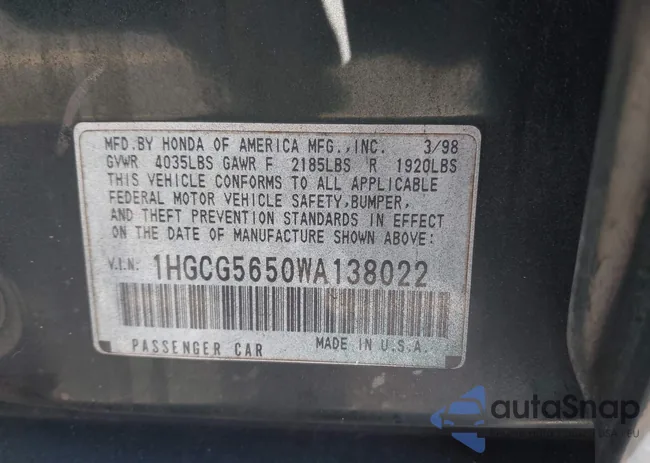 MFD.BY HONDA OF AMERICA MFG.,INC. 3/98
GVWR 4035LBS GAWR F 2185LBS R 1920LBS
THIS VEHICLE CONFORMS TO ALL APPLICABLE
FEDERAL MOTOR VEHICLE SAFETY,BUMPER,
AND THEFT PREVENTION STANDARDS IN EFFECT
ON THE DATE OF MANUFACTURE SHOWN ABOVE:
V.I.N: 1HGCG5650WA138022
PASSENGER CAR MADE IN U.S.A.
autoSnap